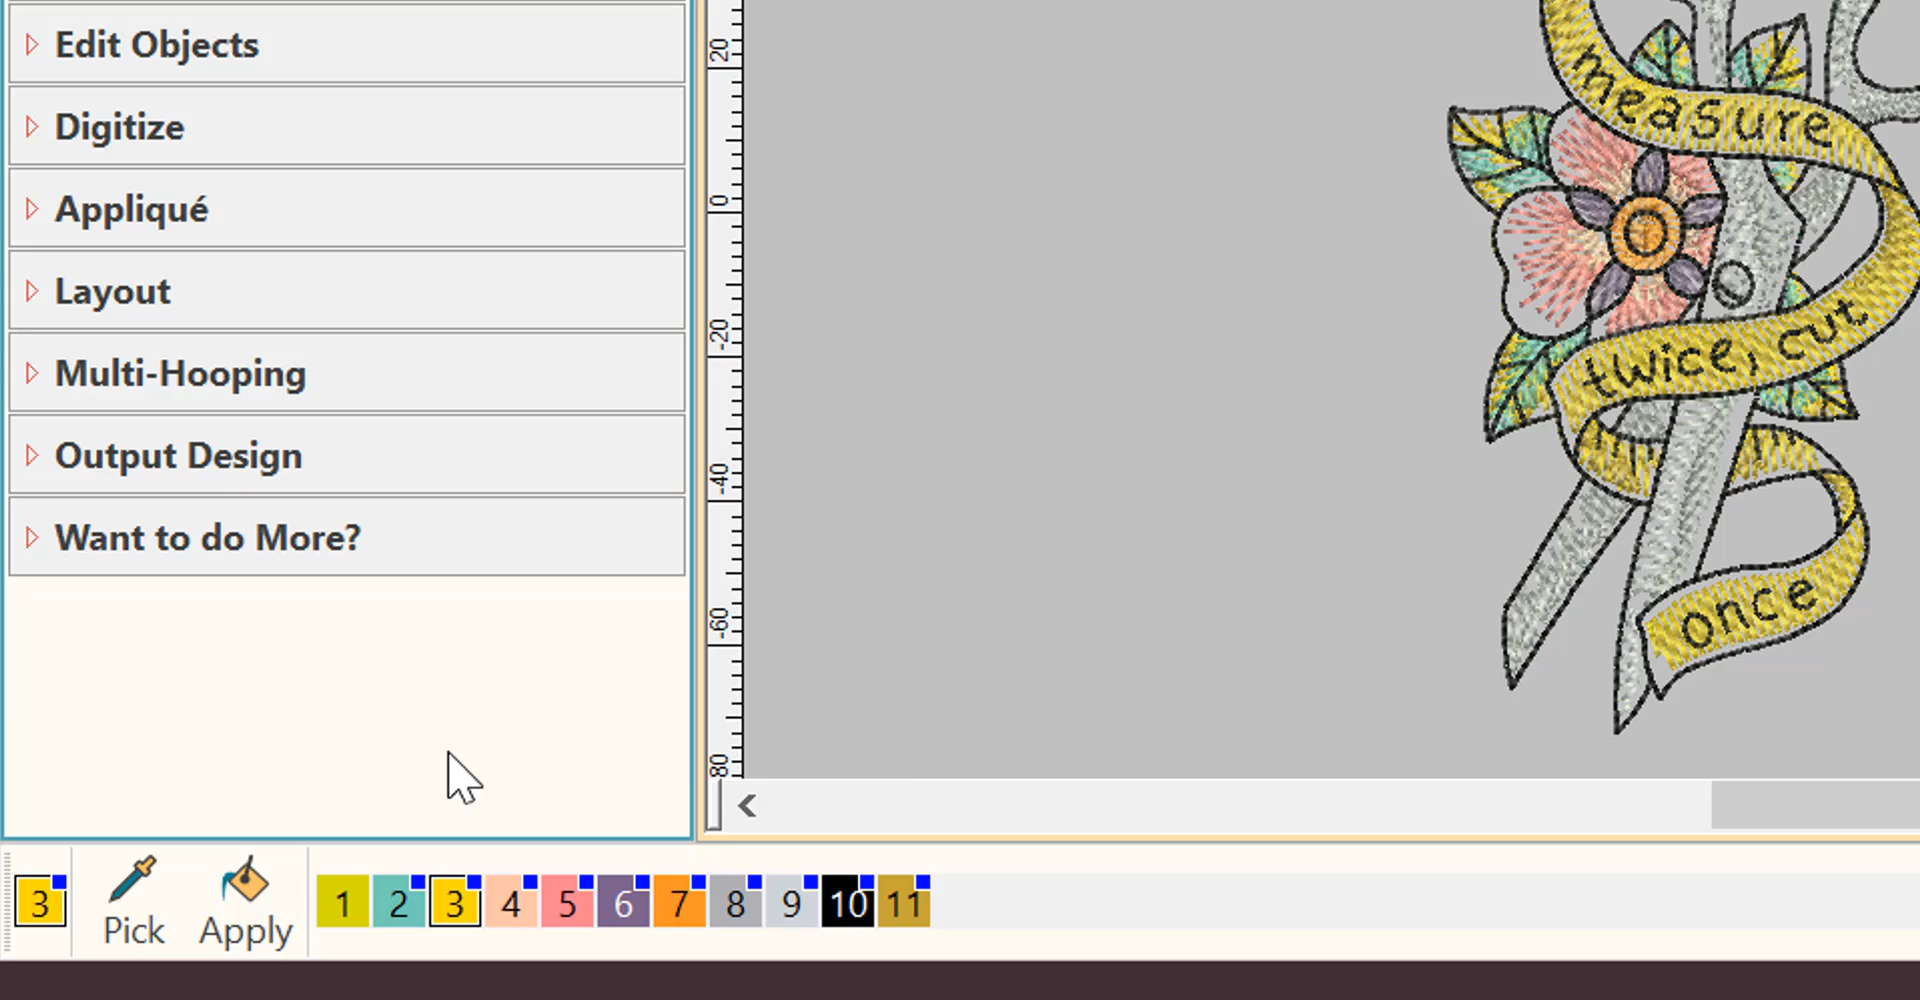 Edit Objects
Digitize
Appliqué
Layout
Multi-Hooping
Output Design
Want to do More?
20
0
-20
-40
-60
80
measure
twice, cut
once
<
3
Pick
Apply
1 2 3 4 5 6 7 8 9 10 11